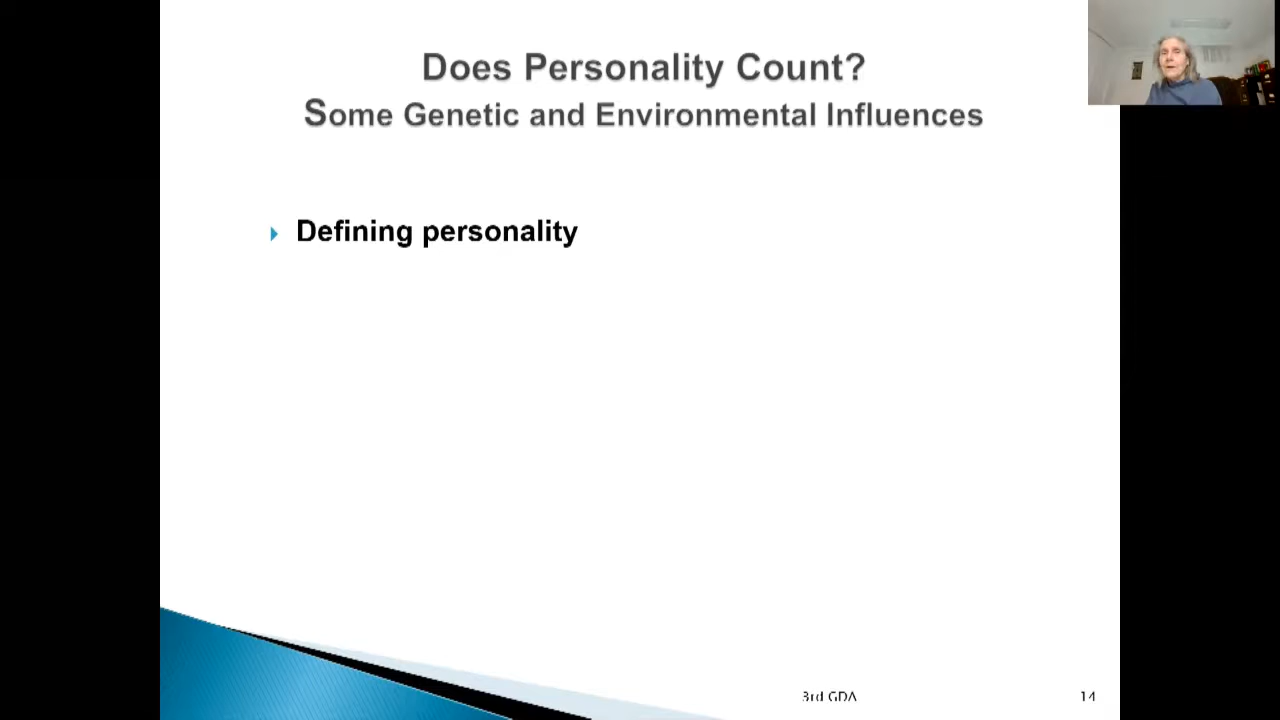 Does Personality Count?
Some Genetic and Environmental Influences
Defining personality
3rd GDA
14